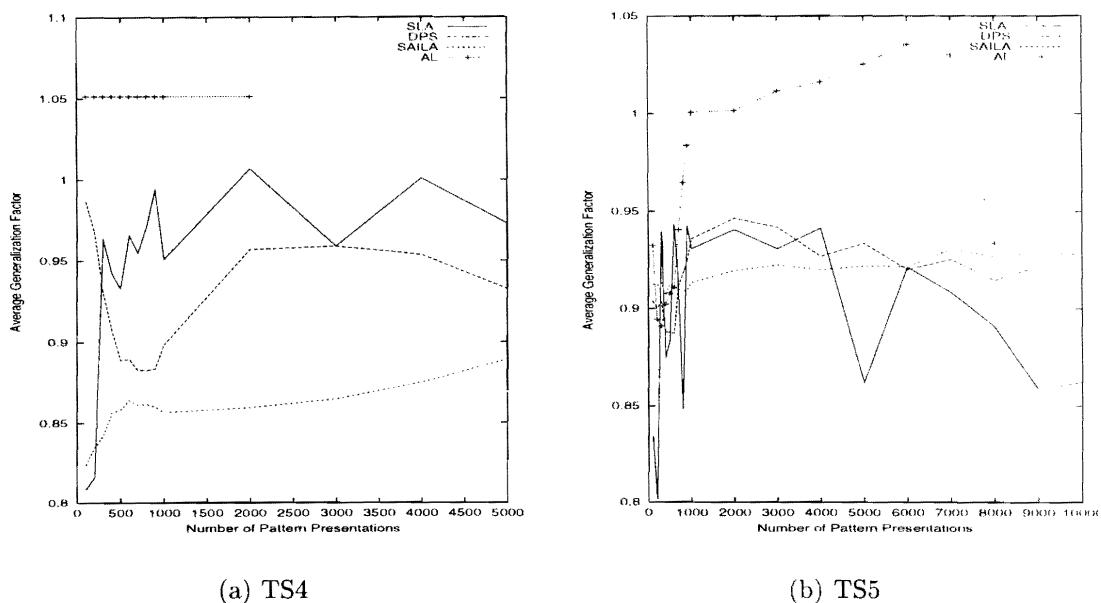 1.1
1.05
1
0.95
0.9
0.85
0.8
Average Generalization Factor
SLA
DPS
SAILA
AL
0 500 1000 1500 2000 2500 3000 3500 4000 4500 5000
Number of Pattern Presentations
(a) TS4
1.05
1
0.95
0.9
0.85
0.8
Average Generalization Factor
SLA
DPS
SAILA
AL
0 1000 2000 3000 4000 5000 6000 7000 8000 9000 10000
Number of Pattern Presentations
(b) TS5